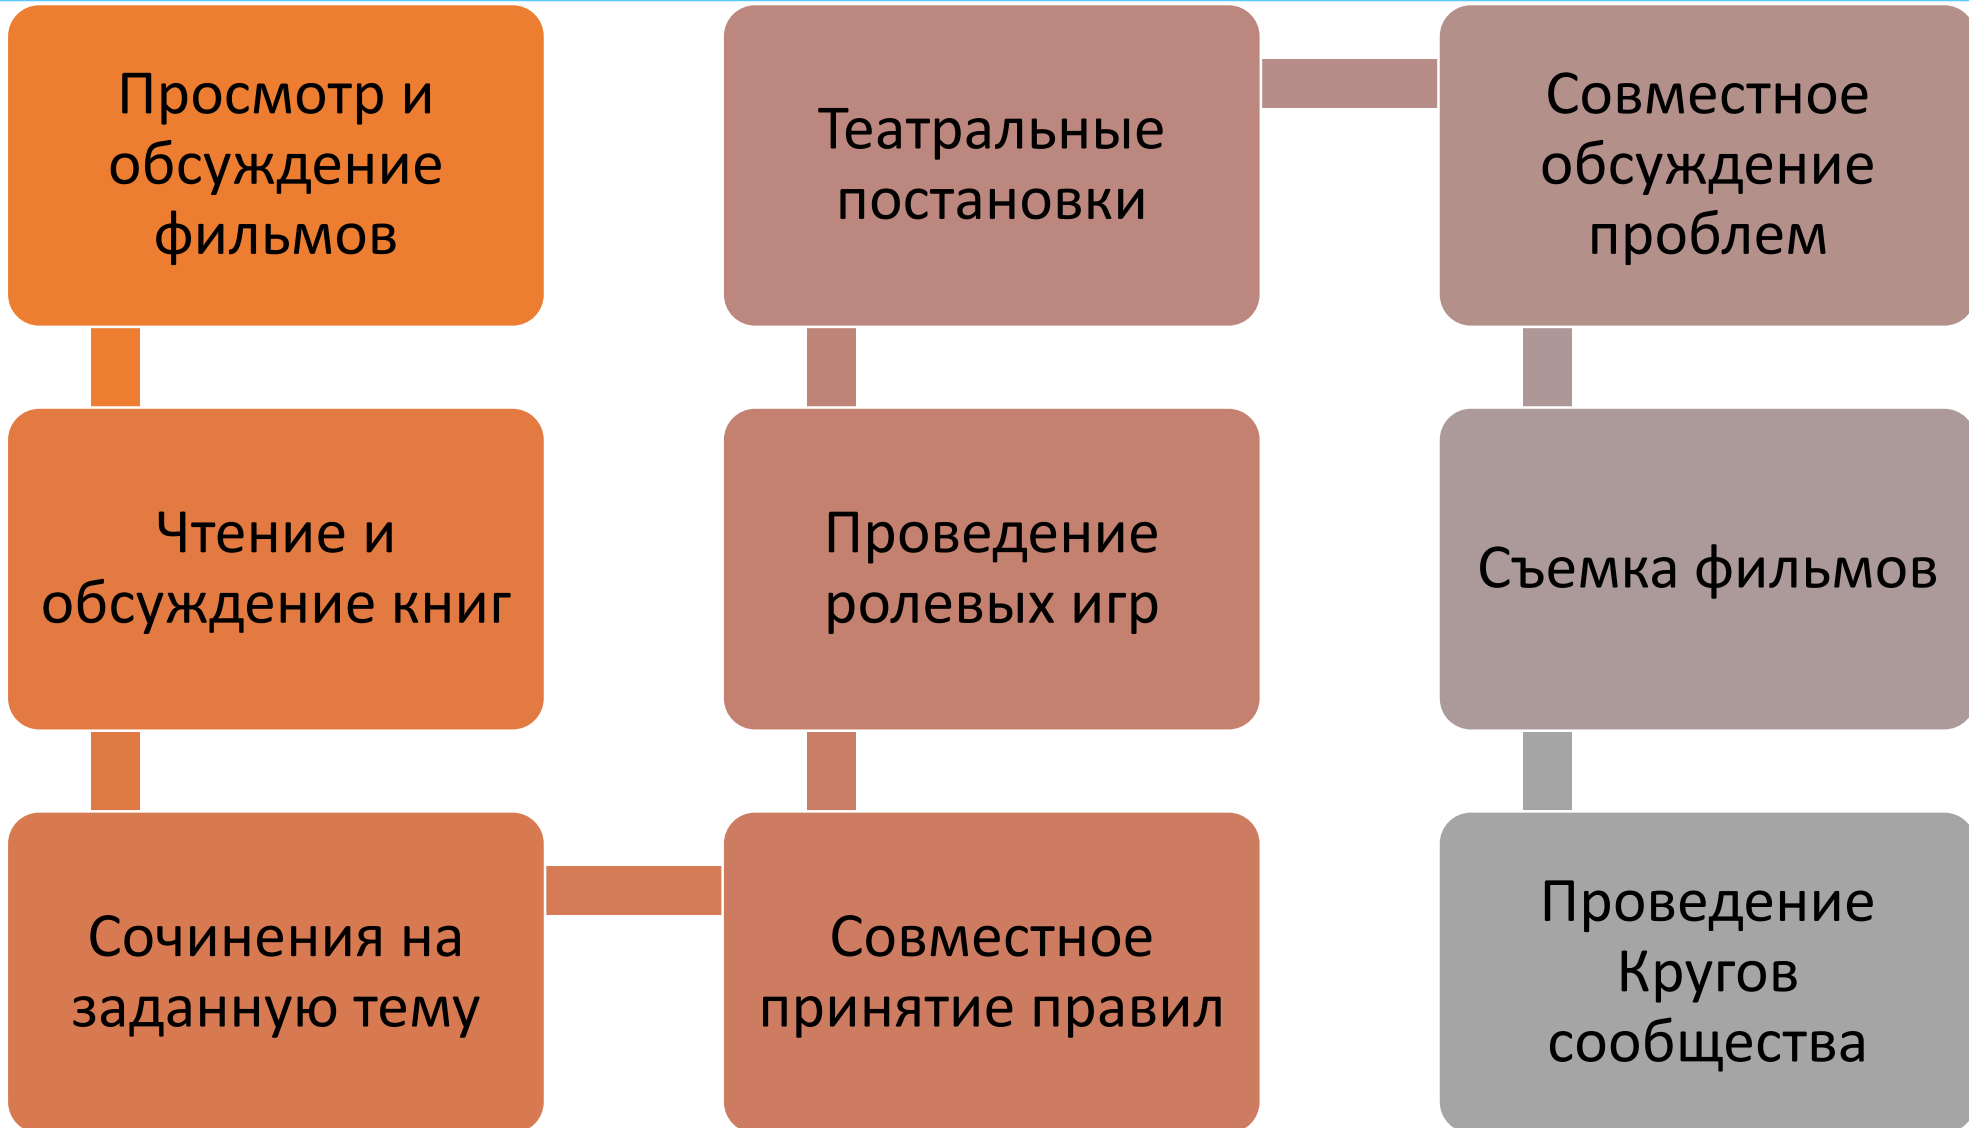 Просмотр и
обсуждение
фильмов
Чтение и
обсуждение книг
Сочинения на
заданную тему
Совместное
принятие правил
Проведение
ролевых игр
Театральные
постановки
Совместное
обсуждение
проблем
Съемка фильмов
Проведение
Кругов
сообщества